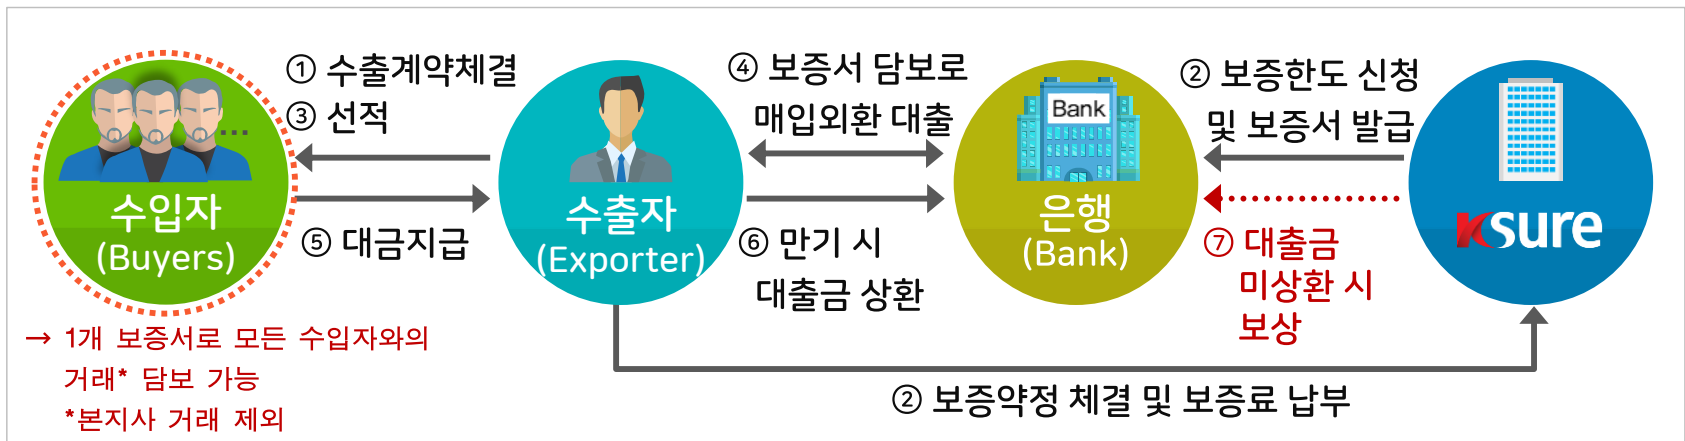 ① 수출계약체결
③ 선적
④ 보증서 담보로
매입외환 대출
② 보증한도 신청
및 보증서 발급
...
Bank
수입자
(Buyers)
수출자
(Exporter)
은행
(Bank)
Ksure
⑤ 대금지급
⑥ 만기 시
대출금 상환
⑦ 대출금
미상환 시
보상
→ 1개 보증서로 모든 수입자와의
거래* 담보 가능
*본지사 거래 제외
② 보증약정 체결 및 보증료 납부